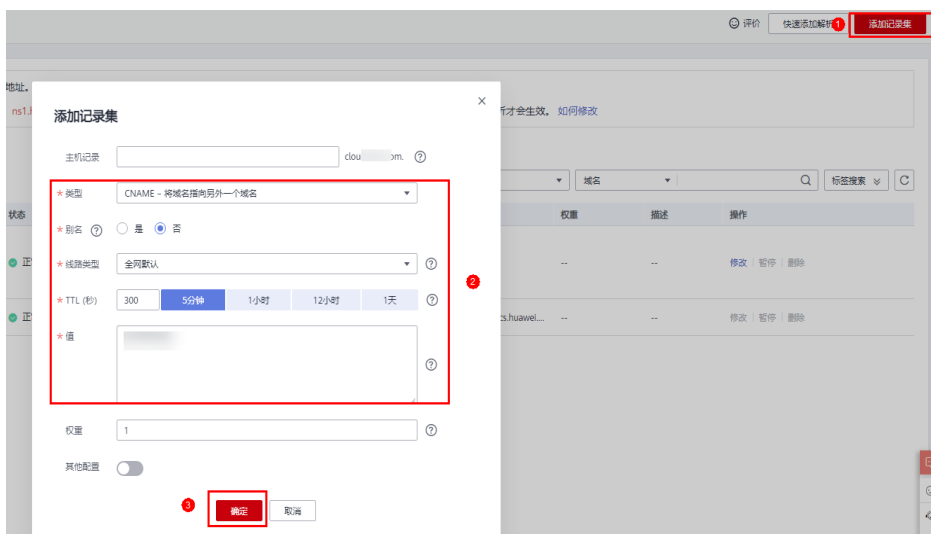 评价 快速添加解析 1 添加记录集
地址。
ns1.h 斤才会生效。 如何修改
添加记录集 ×
主机记录 clou om. ?
* 类型 CNAME – 将域名指向另外一个域名
域名 标签搜索
状态 权重 描述 操作
* 别名 ? 是 否
正 -- -- 修改 暂停 删除
* 线路类型 全网默认 ?
2
* TTL (秒) 300 5分钟 1小时 12小时 1天 ?
正 cs.huawei.... -- -- 修改 暂停 删除
* 值
?
权重 1 ?
其他配置
3 确定 取消